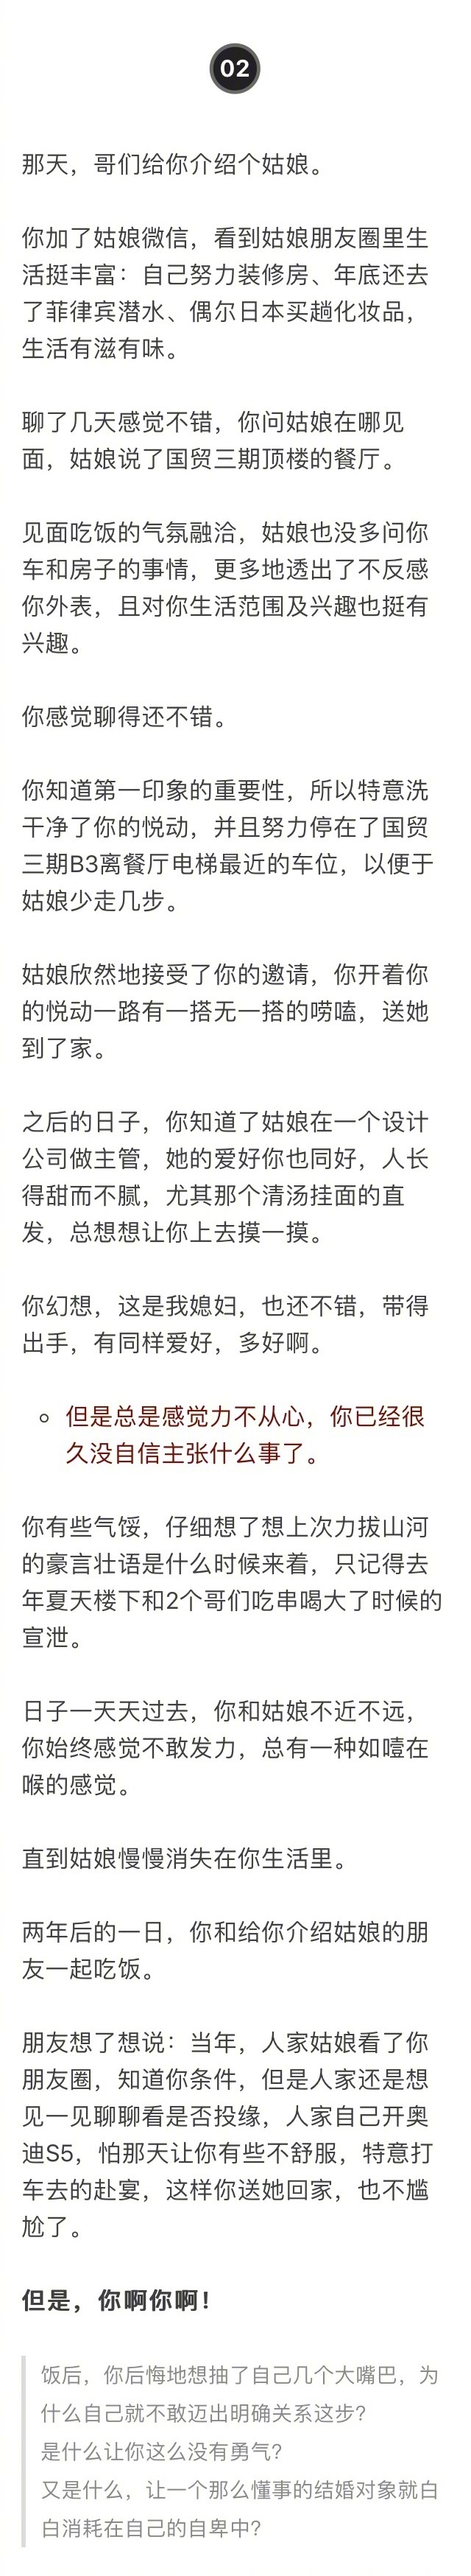 02
那天，哥们给你介绍个姑娘。
你加了姑娘微信，看到姑娘朋友圈里生
活挺丰富：自己努力装修房、年底还去
了菲律宾潜水、偶尔日本买趟化妆品，
生活有滋有味。
聊了几天感觉不错，你问姑娘在哪见
面，姑娘说了国贸三期顶楼的餐厅。
见面吃饭的气氛融洽，姑娘也没多问你
车和房子的事情，更多地透出了不反感
你外表，且对你生活范围及兴趣也挺有
兴趣。
你感觉聊得还不错。
你知道第一印象的重要性，所以特意洗
干净了你的悦动，并且努力停在了国贸
三期B3离餐厅电梯最近的车位，以便于
姑娘少走几步。
姑娘欣然地接受了你的邀请，你开着你
的悦动一路有一搭无一搭的唠嗑，送她
到了家。
之后的日子，你知道了姑娘在一个设计
公司做主管，她的爱好你也同好，人长
得甜而不腻，尤其那个清汤挂面的直
发，总想想让你上去摸一摸。
你幻想，这是我媳妇，也还不错，带得
出手，有同样爱好，多好啊。
但是总是感觉力不从心，你已经很
久没自信主张什么事了。
你有些气馁，仔细想了想上次力拔山河
的豪言壮语是什么时候来着，只记得去
年夏天楼下和2个哥们吃串喝大了时候的
宣泄。
日子一天天过去，你和姑娘不近不远，
你始终感觉不敢发力，总有一种如噎在
喉的感觉。
直到姑娘慢慢消失在你生活里。
两年后的一日，你和给你介绍姑娘的朋
友一起吃饭。
朋友想了想说：当年，人家姑娘看了你
朋友圈，知道你条件，但是人家还是想
见一见聊聊看是否投缘，人家自己开奥
迪S5，怕那天让你有些不舒服，特意打
车去的赴宴，这样你送她回家，也不尴
尬了。
但是，你啊你啊！
饭后，你后悔地想抽了自己几个大嘴巴，为
什么自己就不敢迈出明确关系这步？
是什么让你这么没有勇气？
又是什么，让一个那么懂事的结婚对象就白
白消耗在自己的自卑中？